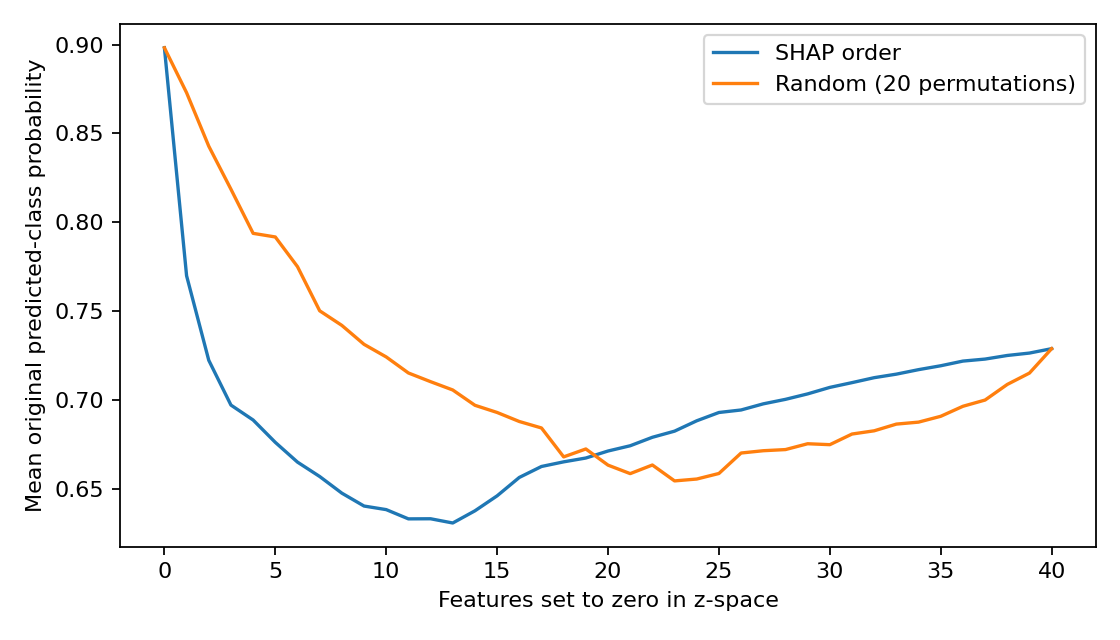 Mean original predicted-class probability
0.90
0.85
0.80
0.75
0.70
0.65
SHAP order
Random (20 permutations)
0 5 10 15 20 25 30 35 40
Features set to zero in z-space